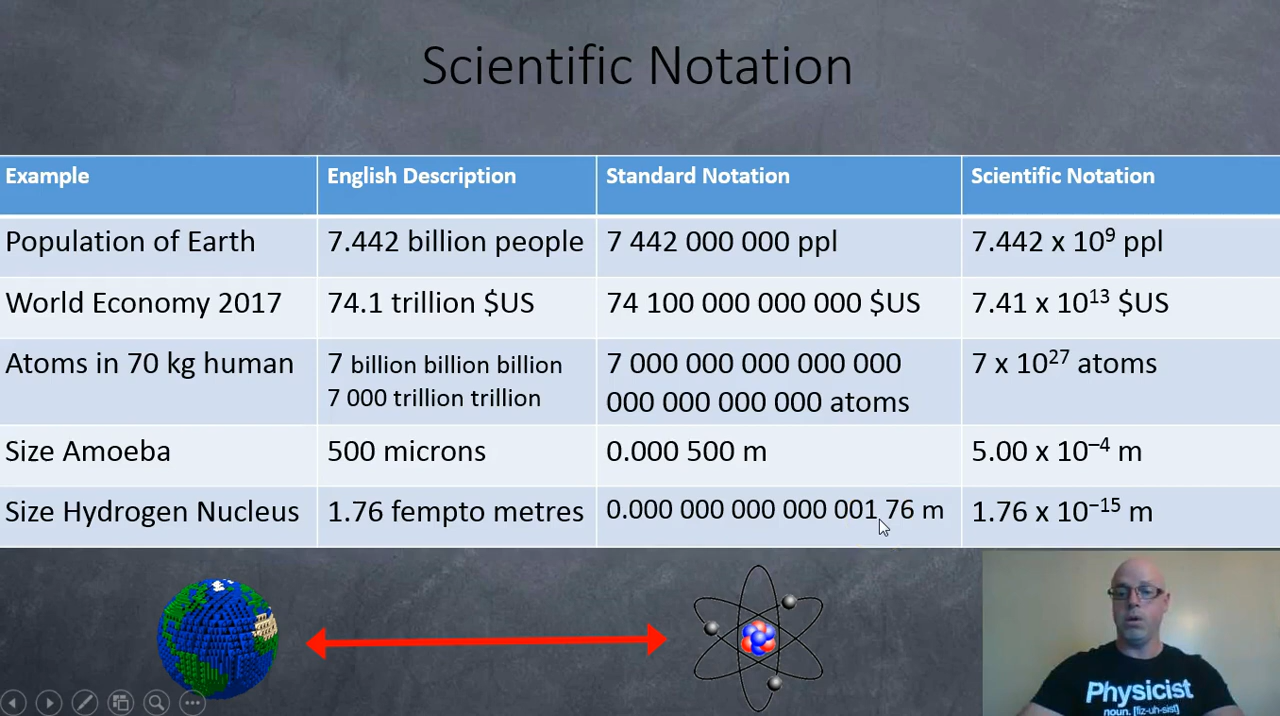 Scientific Notation
Example English Description Standard Notation Scientific Notation
Population of Earth 7.442 billion people 7 442 000 000 ppl 7.442 x 10⁹ ppl
World Economy 2017 74.1 trillion $US 74 100 000 000 000 $US 7.41 x 10¹³ $US
Atoms in 70 kg human 7 billion billion billion 7 000 000 000 000 000 7 x 10²⁷ atoms
7 000 trillion trillion 000 000 000 000 atoms
Size Amoeba 500 microns 0.000 500 m 5.00 x 10⁻⁴ m
Size Hydrogen Nucleus 1.76 fempto metres 0.000 000 000 000 001 76 m 1.76 x 10⁻¹⁵ m
Physicist
noun. [fiz-uh-sist]